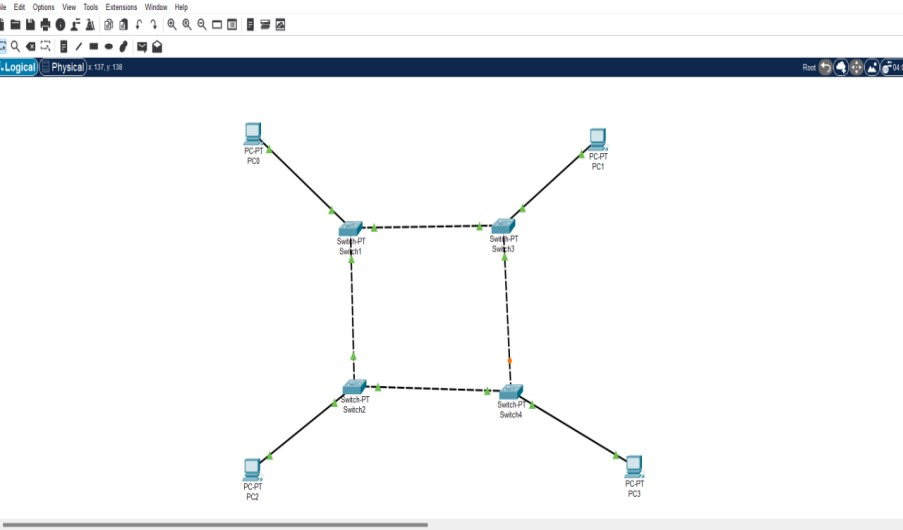 ile Edit Options View Tools Extensions Window Help
Logical Physical x: 137, y: 138 Root 04:
PC-PT
PC0
PC-PT
PC1
Switch-PT
Switch1
Switch-PT
Switch3
Switch-PT
Switch2
Switch-PT
Switch4
PC-PT
PC2
PC-PT
PC3